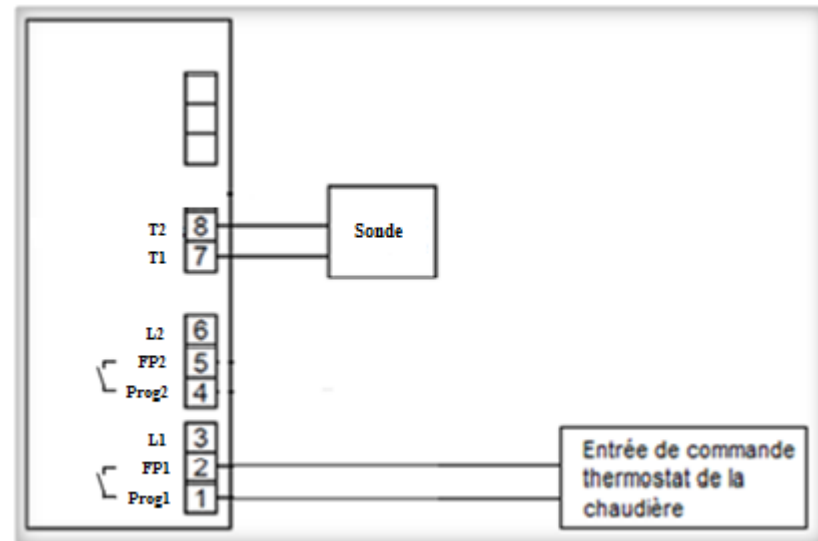 T2 8
T1 7
Sonde
L2 6
FP2 5
Prog2 4
L1 3
FP1 2
Prog1 1
Entrée de commande
thermostat de la
chaudière